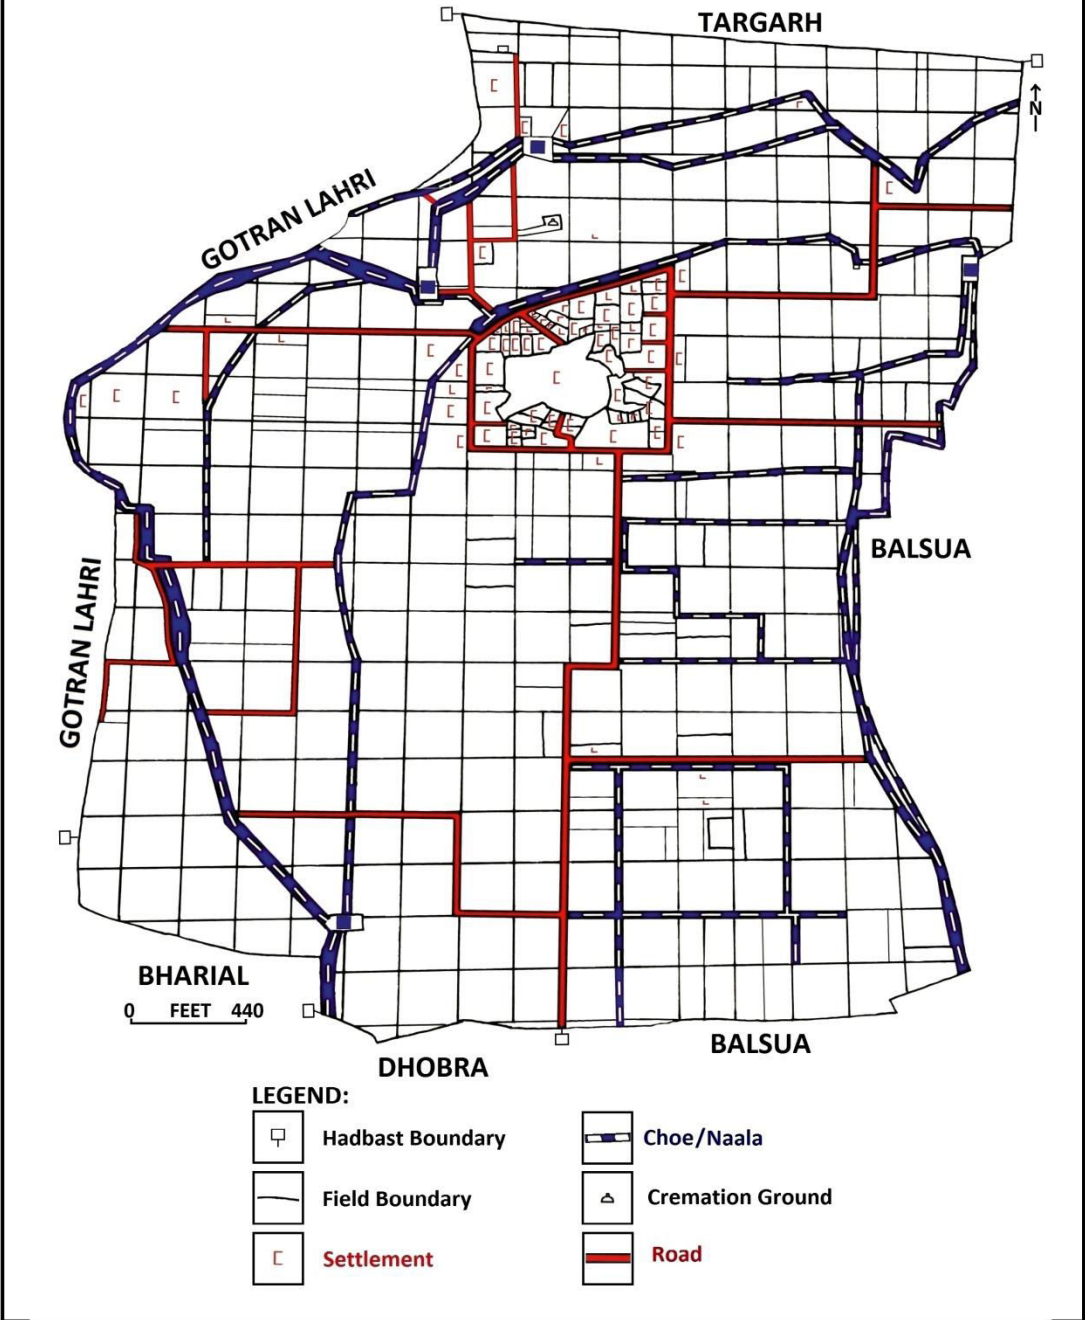 TARGARH
N
GOTRAN LAHRI
BALSUA
GOTRAN LAHRI
BHARIAL
0 FEET 440
BALSUA
DHOBRA
LEGEND:
Hadbast Boundary
Choe/Naala
Field Boundary
Cremation Ground
Settlement
Road